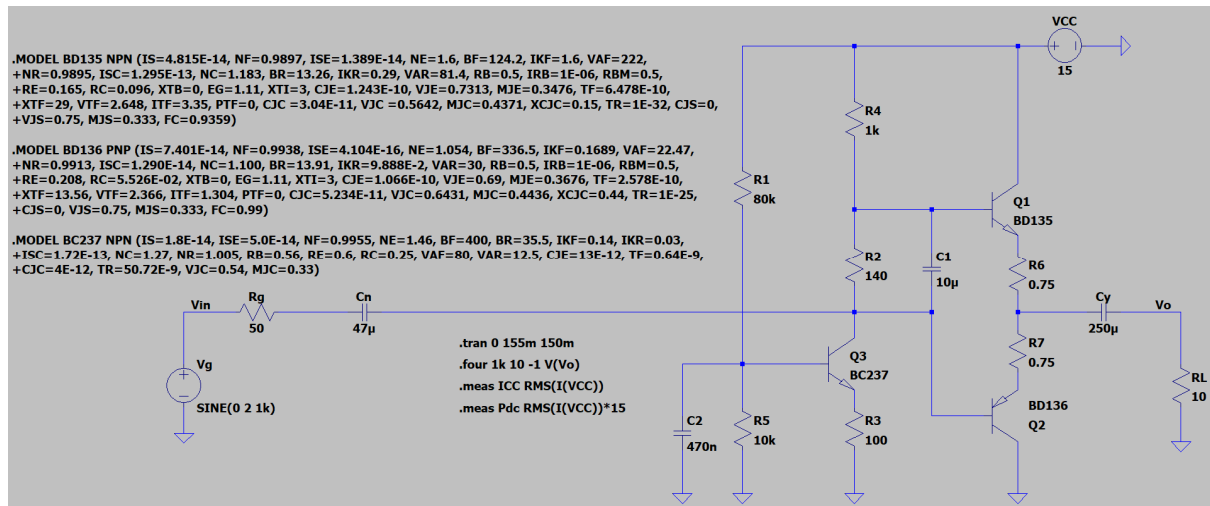 .MODEL BD135 NPN (IS=4.815E-14, NF=0.9897, ISE=1.389E-14, NE=1.6, BF=124.2, IKF=1.6, VAF=222,
+NR=0.9895, ISC=1.295E-13, NC=1.183, BR=13.26, IKR=0.29, VAR=81.4, RB=0.5, IRB=1E-06, RBM=0.5,
+RE=0.165, RC=0.096, XTB=0, EG=1.11, XTI=3, CJE=1.243E-10, VJE=0.7313, MJE=0.3476, TF=6.478E-10,
+XTF=29, VTF=2.648, ITF=3.35, PTF=0, CJC =3.04E-11, VJC =0.5642, MJC=0.4371, XCJC=0.15, TR=1E-32, CJS=0,
+VJS=0.75, MJS=0.333, FC=0.9359)
.MODEL BD136 PNP (IS=7.401E-14, NF=0.9938, ISE=4.104E-16, NE=1.054, BF=336.5, IKF=0.1689, VAF=22.47,
+NR=0.9913, ISC=1.290E-14, NC=1.100, BR=13.91, IKR=9.888E-2, VAR=30, RB=0.5, IRB=1E-06, RBM=0.5,
+RE=0.208, RC=5.526E-02, XTB=0, EG=1.11, XTI=3, CJE=1.066E-10, VJE=0.69, MJE=0.3676, TF=2.578E-10,
+XTF=13.56, VTF=2.366, ITF=1.304, PTF=0, CJC=5.234E-11, VJC=0.6431, MJC=0.4436, XCJC=0.44, TR=1E-25,
+CJS=0, VJS=0.75, MJS=0.333, FC=0.99)
.MODEL BC237 NPN (IS=1.8E-14, ISE=5.0E-14, NF=0.9955, NE=1.46, BF=400, BR=35.5, IKF=0.14, IKR=0.03,
+ISC=1.72E-13, NC=1.27, NR=1.005, RB=0.56, RE=0.6, RC=0.25, VAF=80, VAR=12.5, CJE=13E-12, TF=0.64E-9,
+CJC=4E-12, TR=50.72E-9, VJC=0.54, MJC=0.33)
VCC
15
R4
1k
R1
80k
Q1
BD135
R2
140
C1
10µ
R6
0.75
Vin
Rg
50
Cn
47µ
Cy
250µ
Vo
.tran 0 155m 150m
.four 1k 10 -1 V(Vo)
.meas ICC RMS(I(VCC))
.meas Pdc RMS(I(VCC))*15
Q3
BC237
R7
0.75
Vg
SINE(0 2 1k)
RL
10
BD136
Q2
C2
470n
R5
10k
R3
100